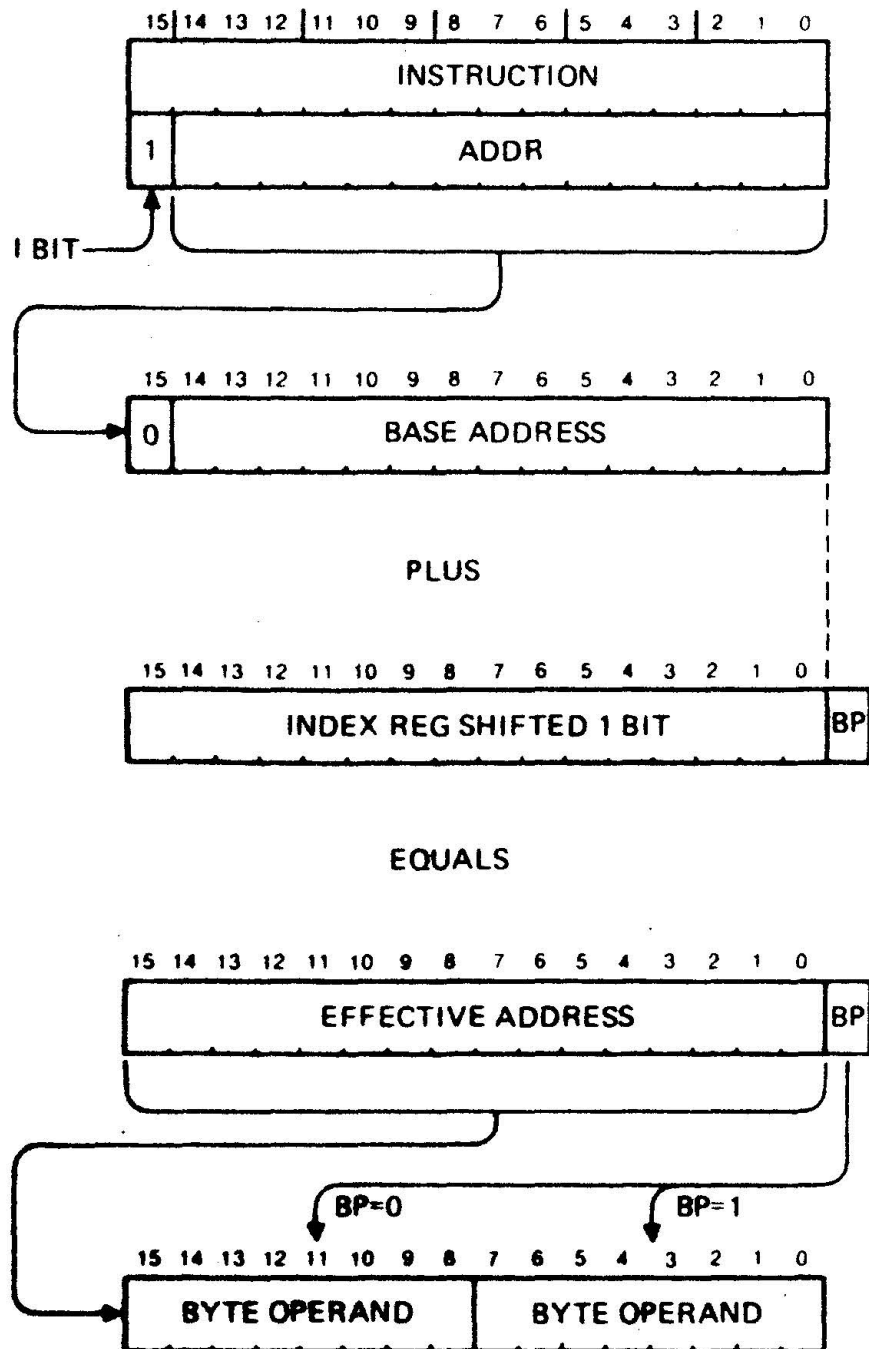 15 14 13 12 11 10 9 8 7 6 5 4 3 2 1 0
INSTRUCTION
1 ADDR
I BIT
15 14 13 12 11 10 9 8 7 6 5 4 3 2 1 0
0 BASE ADDRESS
PLUS
15 14 13 12 11 10 9 8 7 6 5 4 3 2 1 0
INDEX REG SHIFTED 1 BIT BP
EQUALS
15 14 13 12 11 10 9 8 7 6 5 4 3 2 1 0
EFFECTIVE ADDRESS BP
BP=0 BP=1
15 14 13 12 11 10 9 8 7 6 5 4 3 2 1 0
BYTE OPERAND BYTE OPERAND